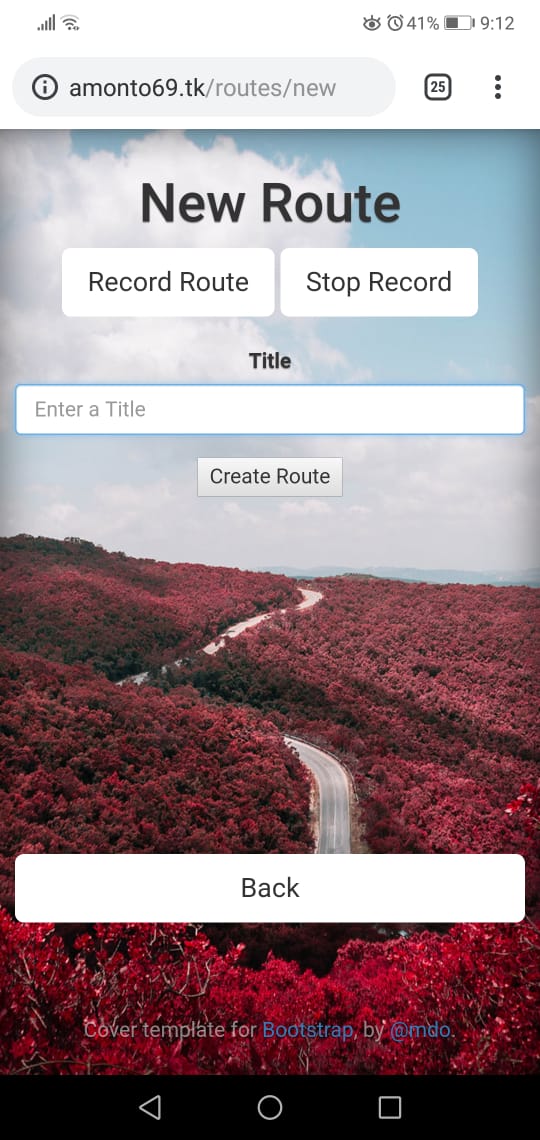 41% 9:12
amonto69.tk/routes/new
25
New Route
Record Route Stop Record
Title
Enter a Title
Create Route
Back
Cover template for Bootstrap, by @mdo.